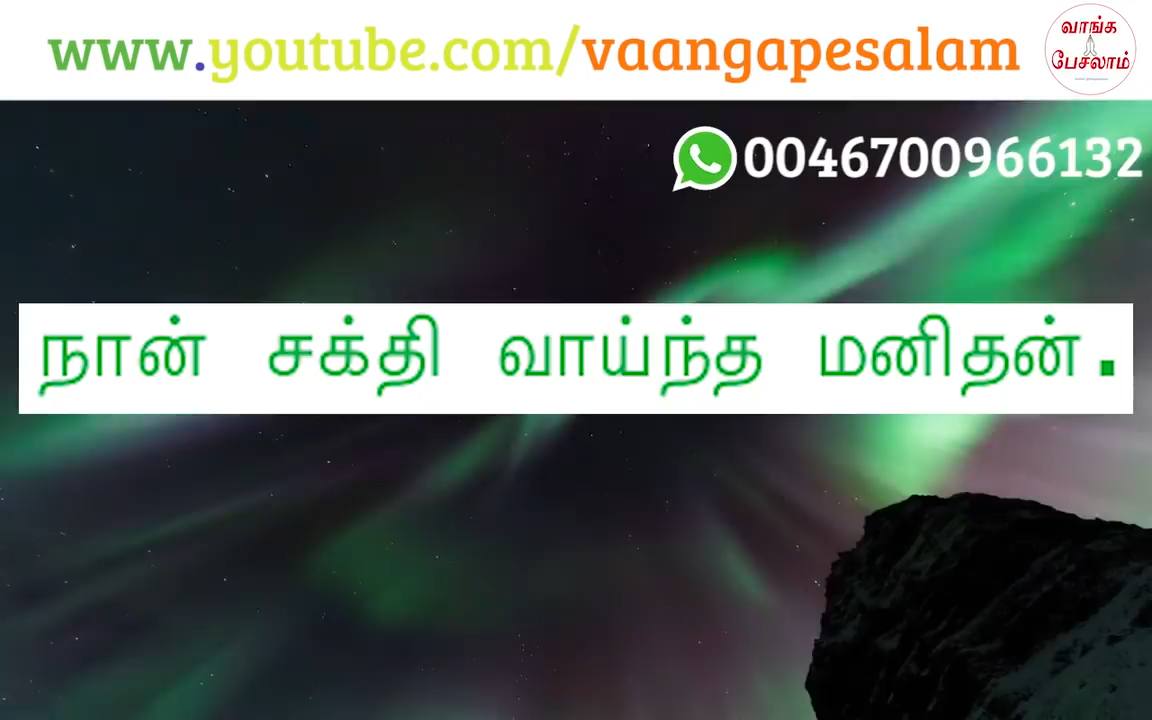 www.youtube.com/vaangapesalam
வாங்க
பேசலாம்
0046700966132
நான் சக்தி வாய்ந்த மனிதன்.